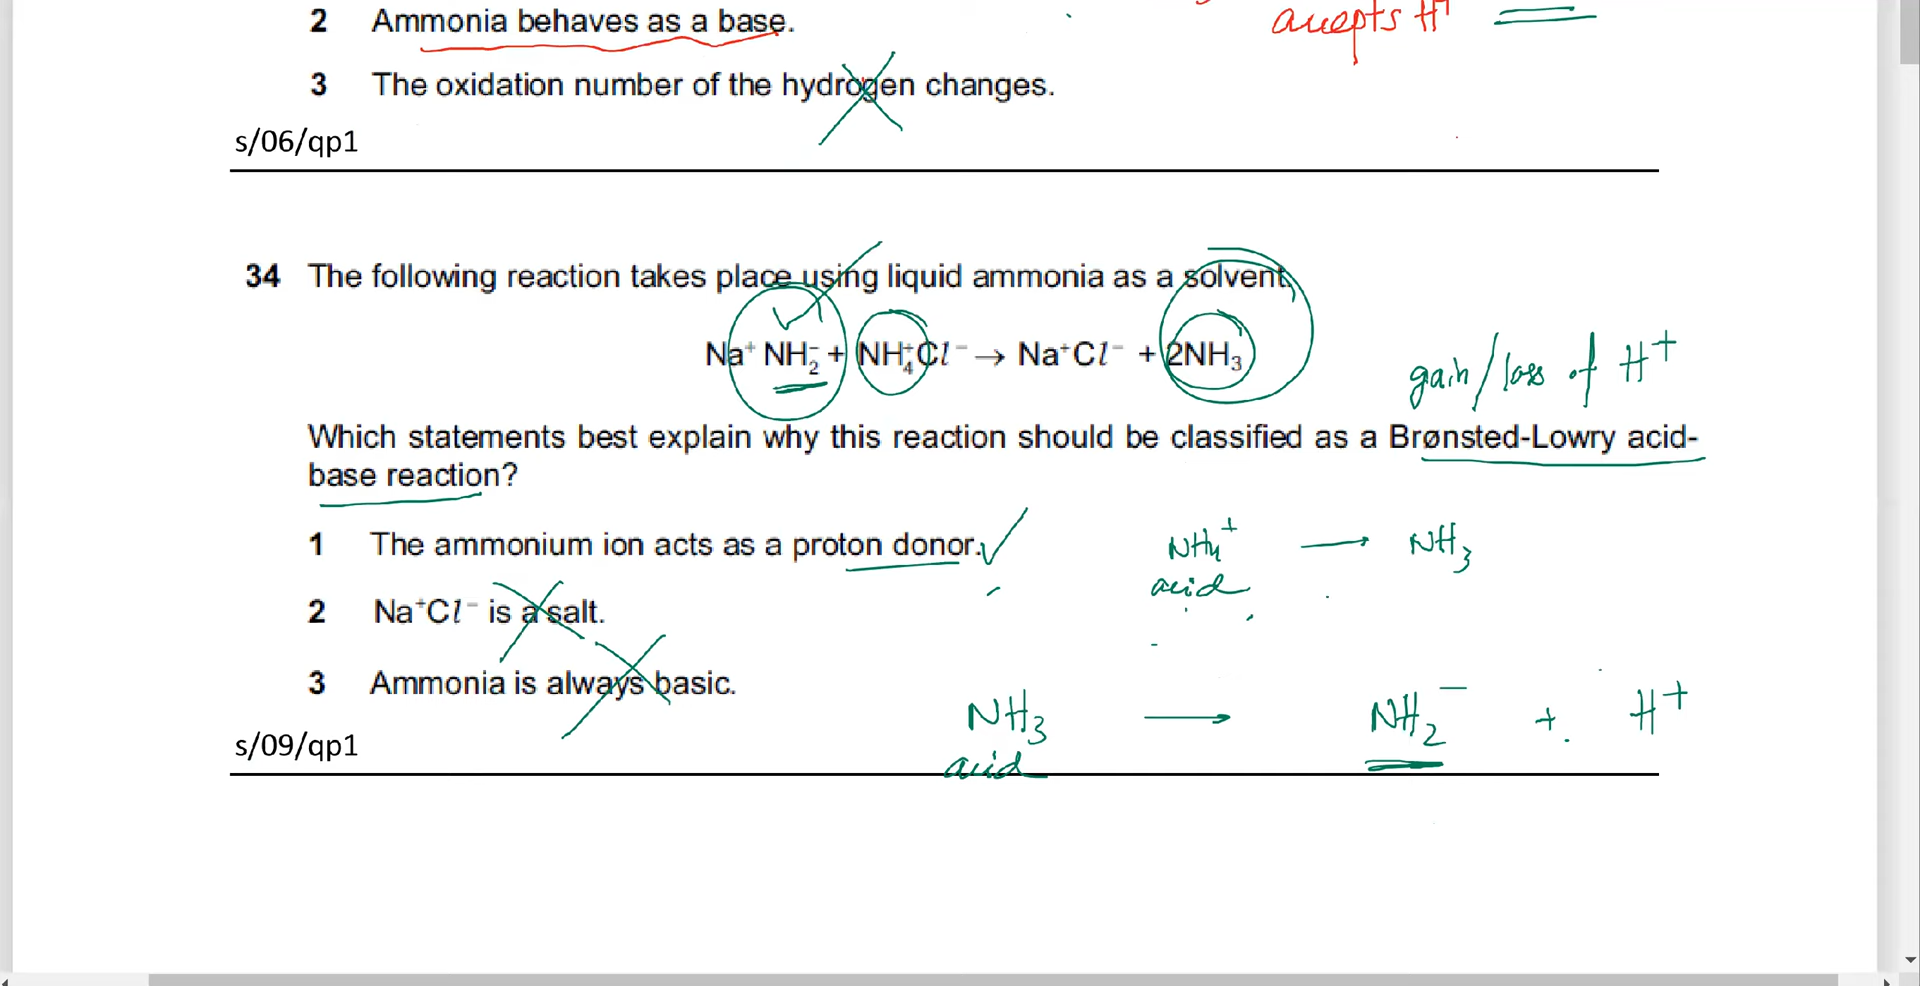 2 Ammonia behaves as a base.
accepts H⁺
3 The oxidation number of the hydrogen changes.
s/06/qp1
34 The following reaction takes place using liquid ammonia as a solvent.
Na⁺ NH₂⁻ + NH₄⁺Cl⁻ → Na⁺Cl⁻ + 2NH₃
gain/loss of H⁺
Which statements best explain why this reaction should be classified as a Brønsted-Lowry acid-
base reaction?
1 The ammonium ion acts as a proton donor.
NH₄⁺ → NH₃
acid
2 Na⁺Cl⁻ is a salt.
3 Ammonia is always basic.
NH₃ → NH₂⁻ + H⁺
acid
s/09/qp1